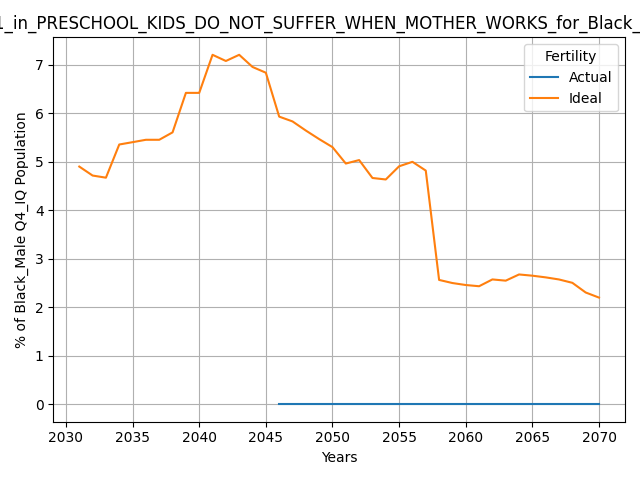 1_in_PRESCHOOL_KIDS_DO_NOT_SUFFER_WHEN_MOTHER_WORKS_for_Black_
% of Black_Male Q4_IQ Population
7
6
5
4
3
2
1
0
Fertility
Actual
Ideal
2030 2035 2040 2045 2050 2055 2060 2065 2070
Years